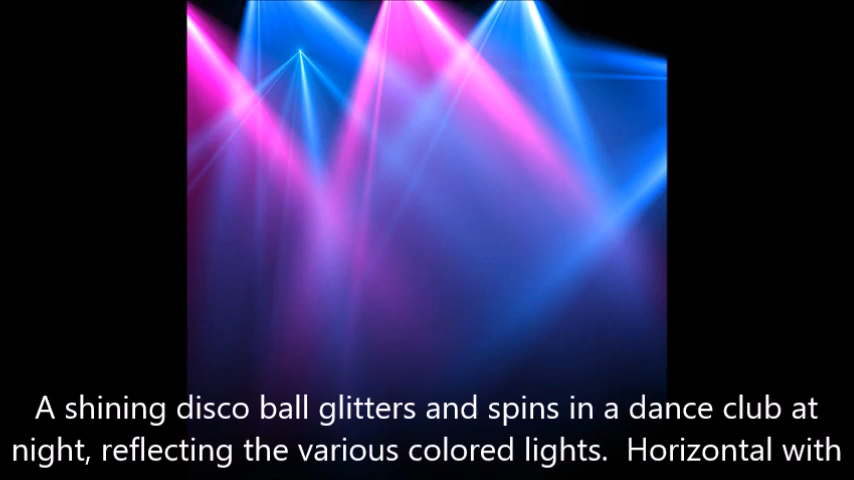 A shining disco ball glitters and spins in a dance club at
night, reflecting the various colored lights.  Horizontal with